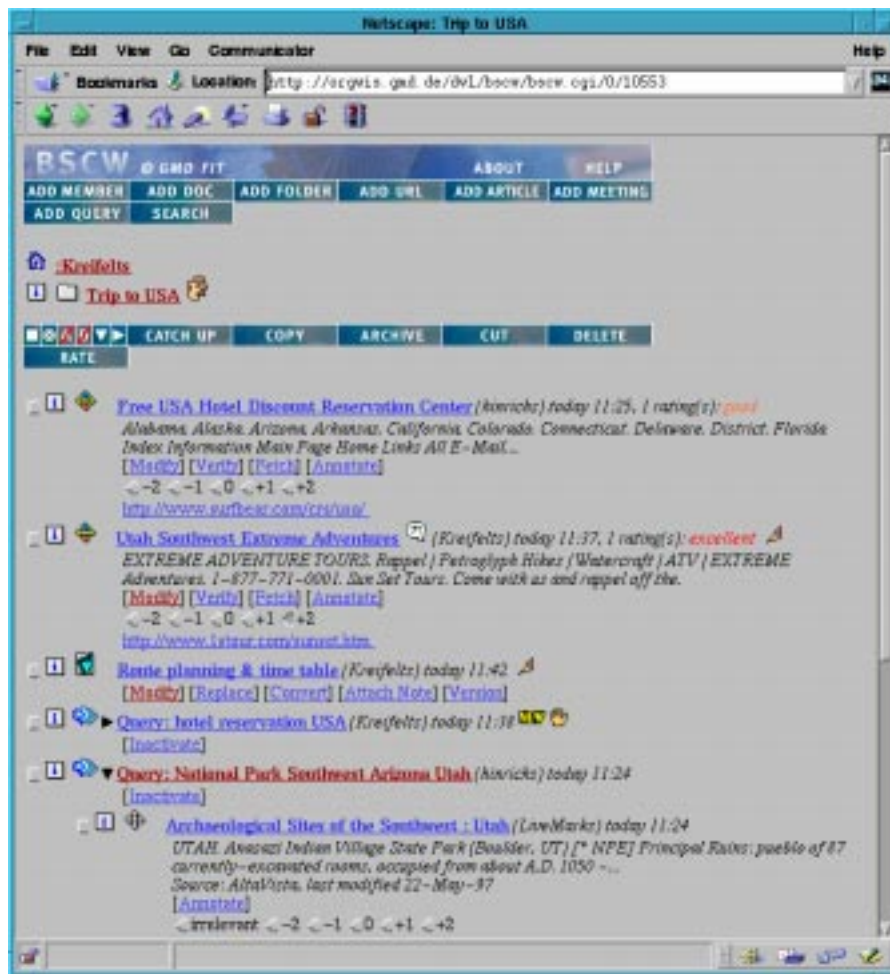 Netscape: Trip to USA
File Edit View Go Communicator Help
Bookmarks Location: http://orgwis.gmd.de/dvl/bscw/bscw.cgi/0/10553
BSCW @ GMD FIT ABOUT HELP
ADD MEMBER ADD DOC ADD FOLDER ADD URL ADD ARTICLE ADD MEETING
ADD QUERY SEARCH
:Kreifelts
Trip to USA
CATCH UP COPY ARCHIVE CUT DELETE
RATE
Free USA Hotel Discount Reservation Center (hinrichs) today 11:25, 1 rating(s): good
Alabama. Alaska. Arizona. Arkansas. California. Colorado. Connecticut. Delaware. District. Florida.
Index Information Main Page Home Links All E-Mail...
[Modify] [Verify] [Fetch] [Annotate]
-2 -1 0 +1 +2
http://www.surfbear.com/crs/usa/
Utah Southwest Extreme Adventures (Kreifelts) today 11:37, 1 rating(s): excellent
EXTREME ADVENTURE TOURS. Rappel | Petroglyph Hikes | Watercraft | ATV | EXTREME
Adventures. 1-877-771-0001. Sun Set Tours. Come with us and rappel off the.
[Modify] [Verify] [Fetch] [Annotate]
-2 -1 0 +1 +2
http://www.1stour.com/sunset.htm
Route planning & time table (Kreifelts) today 11:42
[Modify] [Replace] [Convert] [Attach Note] [Version]
Query: hotel reservation USA (Kreifelts) today 11:38
[Inactivate]
Query: National Park Southwest Arizona Utah (hinrichs) today 11:24
[Inactivate]
Archaeological Sites of the Southwest : Utah (LiveMarks) today 11:24
UTAH. Anasazi Indian Village State Park (Boulder, UT) [* NPE] Principal Ruins: pueblo of 87
currently-excavated rooms, occupied from about A.D. 1050 -...
Source: AltaVista, last modified 22-May-97
[Annotate]
irrelevant -2 -1 0 +1 +2